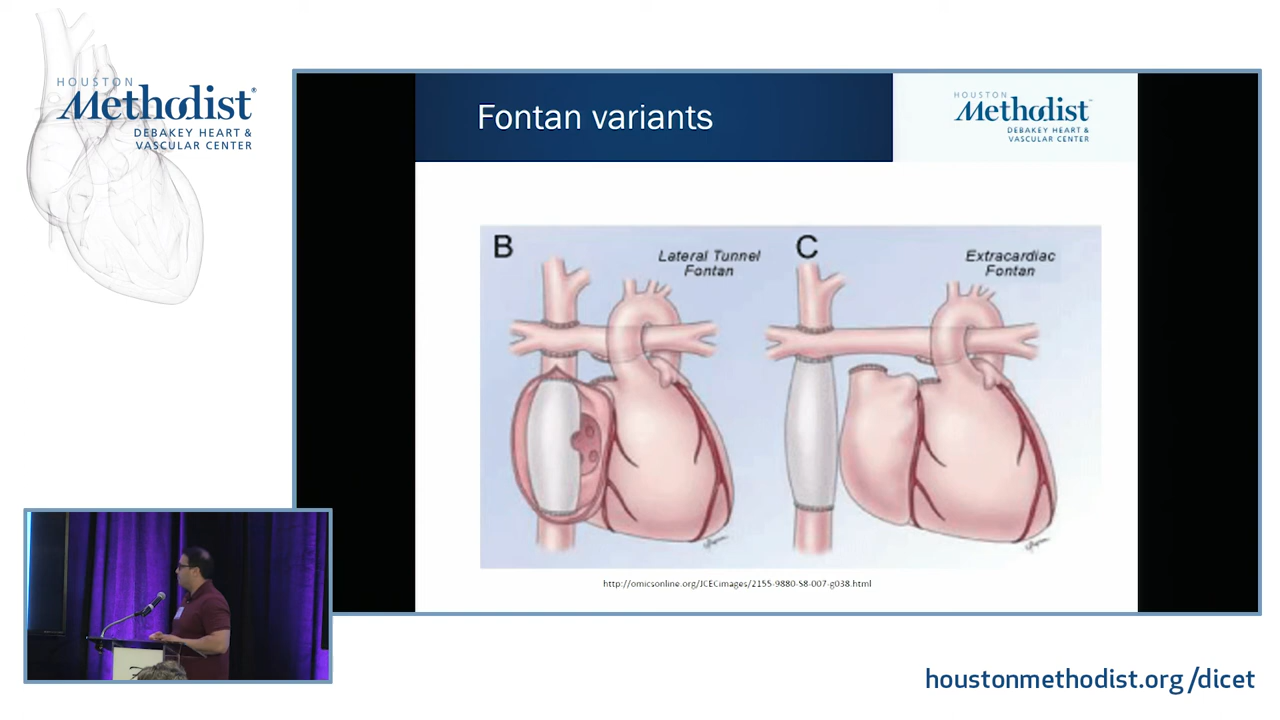 HOUSTON
Methodist®
DEBAKEY HEART &
VASCULAR CENTER
Fontan variants
HOUSTON
Methodist
DEBAKEY HEART &
VASCULAR CENTER
B
Lateral Tunnel
Fontan
C
Extracardiac
Fontan
http://omicsonline.org/JCECimages/2155-9880-S8-007-g038.html
houstonmethodist.org/dicet